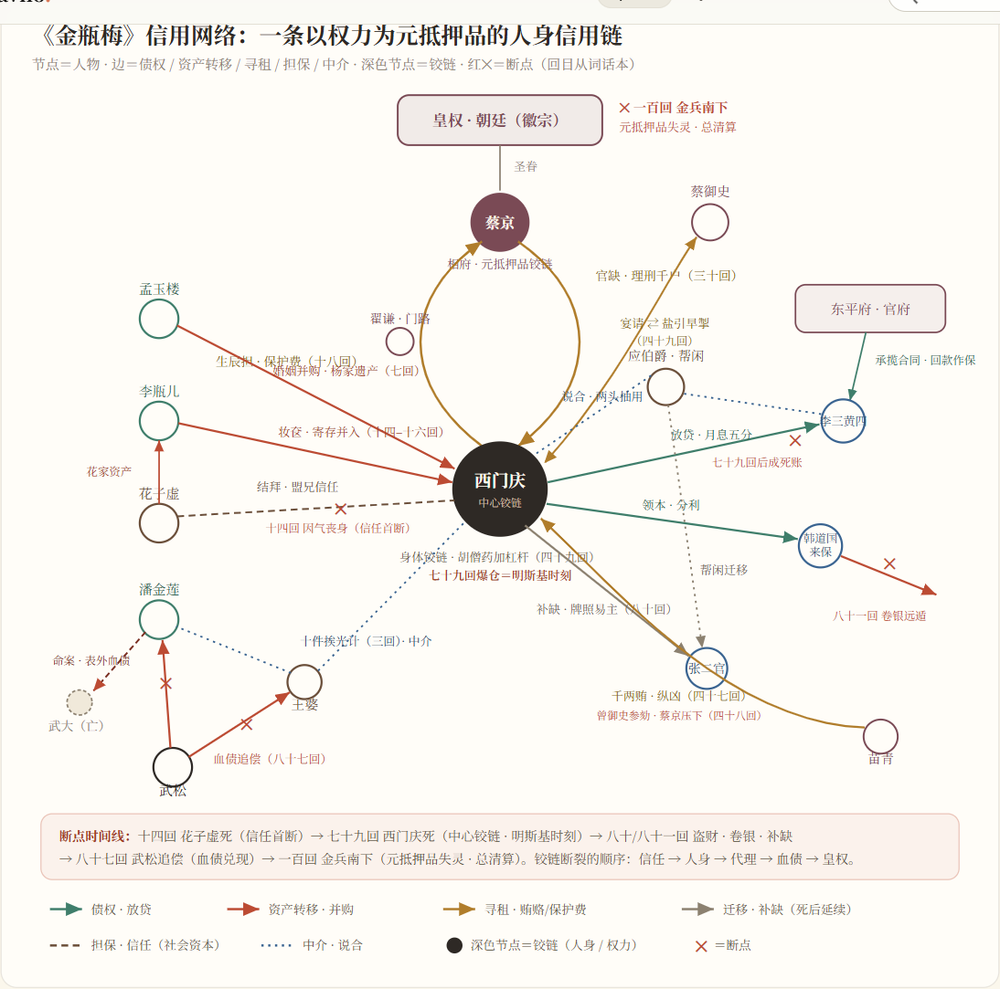 《金瓶梅》信用网络：一条以权力为元抵押品的人身信用链
节点＝人物 · 边＝债权 / 资产转移 / 寻租 / 担保 / 中介 · 深色节点＝铰链 · 红✕＝断点（回目从词话本）
皇权 · 朝廷（徽宗）
✕ 一百回 金兵南下
元抵押品失灵 · 总清算
圣眷
蔡京
相府 · 元抵押品铰链
蔡御史
官缺 · 理刑千户（三十回）
孟玉楼
翟谦 · 门路
东平府 · 官府
宴请 ⇄ 盐引早掣
（四十九回）
应伯爵 · 帮闲
承揽合同 · 回款作保
生辰担 · 保护费（十八回）
婚姻并购 · 杨家遗产（七回）
李瓶儿
说合 · 两头抽用
李三黄四
妆奁 · 寄存并入（十四–十六回）
放贷 · 月息五分
七十九回后成死账
花家资产
花子虚
结拜 · 盟兄信任
西门庆
中心铰链
领本 · 分利
十四回 因气丧身（信任首断）
韩道国
来保
身体铰链 · 胡僧药加杠杆（四十九回）
七十九回爆仓＝明斯基时刻
帮闲迁移
潘金莲
补缺 · 牌照易主（八十回）
八十一回 卷银远遁
十件挨光计（三回）· 中介
命案 · 表外血债
张二官
王婆
武大（亡）
千两贿 · 纵凶（四十七回）
曾御史参劾 · 蔡京压下（四十八回）
苗青
血债追偿（八十七回）
武松
断点时间线：十四回 花子虚死（信任首断）→ 七十九回 西门庆死（中心铰链 · 明斯基时刻）→ 八十/八十一回 盗财 · 卷银 · 补缺
→ 八十七回 武松追偿（血债兑现）→ 一百回 金兵南下（元抵押品失灵 · 总清算）。铰链断裂的顺序：信任 → 人身 → 代理 → 血债 → 皇权。
债权 · 放贷
资产转移 · 并购
寻租 · 贿赂/保护费
迁移 · 补缺（死后延续）
担保 · 信任（社会资本）
中介 · 说合
深色节点＝铰链（人身 / 权力）
✕ ＝断点